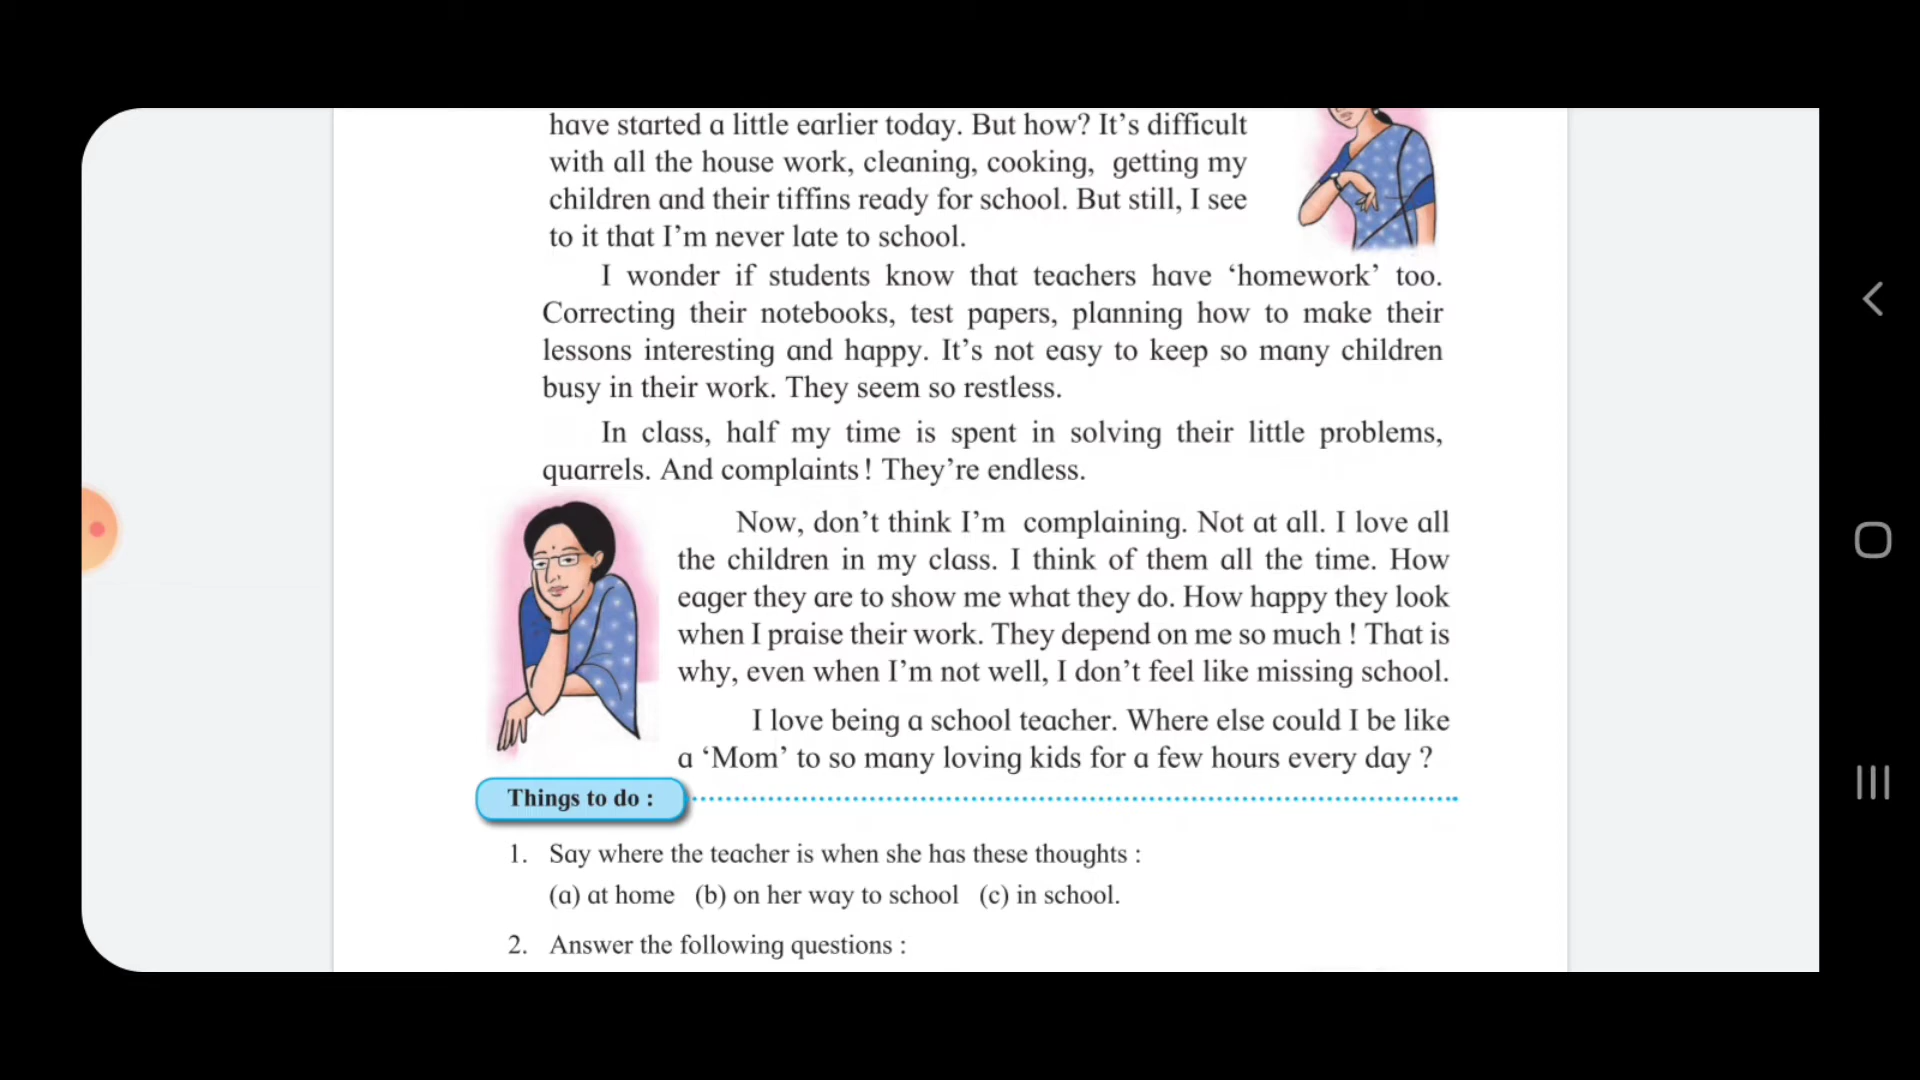 have started a little earlier today. But how? It’s difficult
with all the house work, cleaning, cooking, getting my
children and their tiffins ready for school. But still, I see
to it that I’m never late to school.
I wonder if students know that teachers have ‘homework’ too.
Correcting their notebooks, test papers, planning how to make their
lessons interesting and happy. It’s not easy to keep so many children
busy in their work. They seem so restless.
In class, half my time is spent in solving their little problems,
quarrels. And complaints ! They’re endless.
Now, don’t think I’m complaining. Not at all. I love all
the children in my class. I think of them all the time. How
eager they are to show me what they do. How happy they look
when I praise their work. They depend on me so much ! That is
why, even when I’m not well, I don’t feel like missing school.
I love being a school teacher. Where else could I be like
a ‘Mom’ to so many loving kids for a few hours every day ?
Things to do :
1. Say where the teacher is when she has these thoughts :
(a) at home (b) on her way to school (c) in school.
2. Answer the following questions :